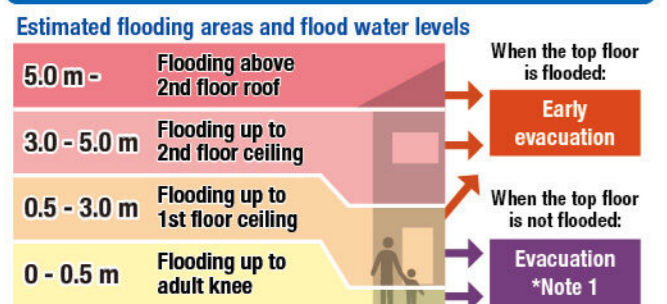 Estimated flooding areas and flood water levels
5.0 m -
Flooding above
2nd floor roof
3.0 - 5.0 m
Flooding up to
2nd floor ceiling
0.5 - 3.0 m
Flooding up to
1st floor ceiling
0 - 0.5 m
Flooding up to
adult knee
When the top floor
is flooded:
Early
evacuation
When the top floor
is not flooded:
Evacuation
*Note 1